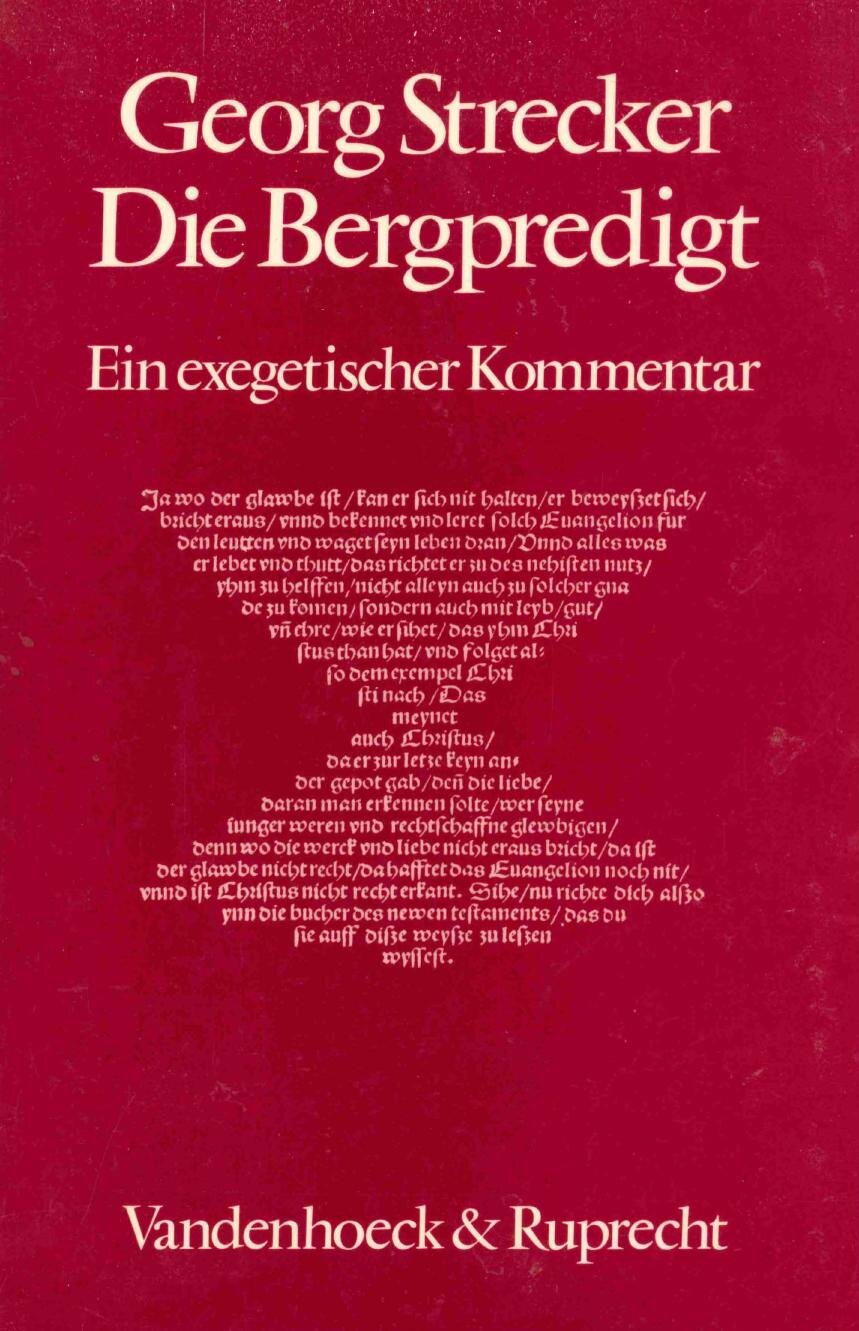 Georg Strecker
Die Bergpredigt
Ein exegetischer Kommentar
Ja wo der glawbe ist/kan er sich nit halten/er beweyszet sich/
bricht eraus/vnnd bekennet vnd leret solch Euangelion fur
den leutten vnd waget seyn leben dran/Vnnd alles was
er lebet vnd thutt/das richtet er zu des nehisten nutz/
yhm zu helffen/nicht alleyn auch zu solcher gna
de zu komen/sondern auch mit leyb/gut/
vn̄ ehre/wie er sihet/das yhm Chri
stus than hat/vnd folget al⸗
so dem exempel Chri
sti nach/Das
meynet
auch Christus/
da er zur letze keyn an⸗
der gepot gab/den̄ die liebe/
daran man erkennen solte/wer seyne
iunger weren vnd rechtschaffne glewbigen/
denn wo die werck vnd liebe nicht eraus bricht/da ist
der glawbe nicht recht/da hafftet das Euangelion noch nit/
vnnd ist Christus nicht recht erkant. Sihe/nu richte dich alszo
ynn die bucher des newen testaments/das du
sie auff disze weysze zu leszen
wyssest.
Vandenhoeck & Ruprecht